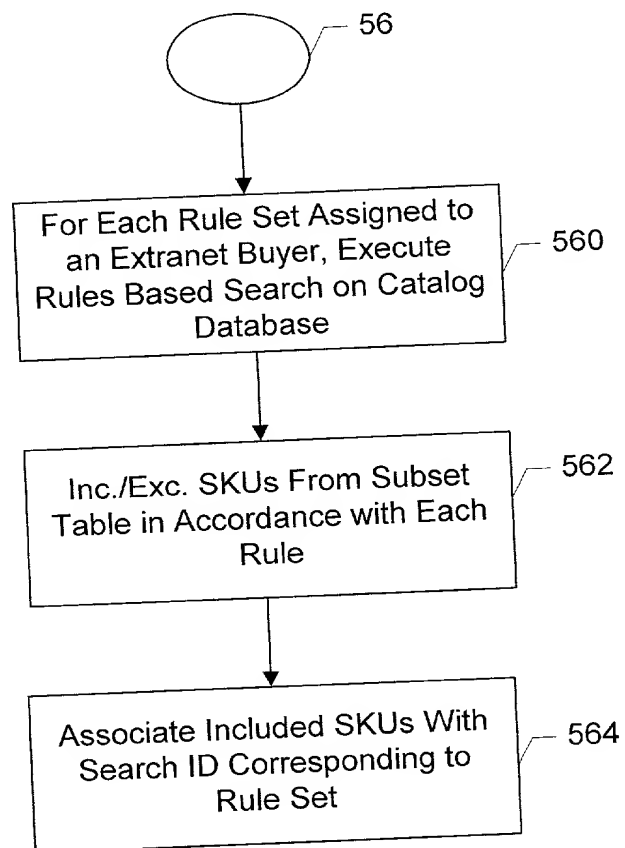 56
For Each Rule Set Assigned to
an Extranet Buyer, Execute
Rules Based Search on Catalog
Database
560
Inc./Exc. SKUs From Subset
Table in Accordance with Each
Rule
562
Associate Included SKUs With
Search ID Corresponding to
Rule Set
564